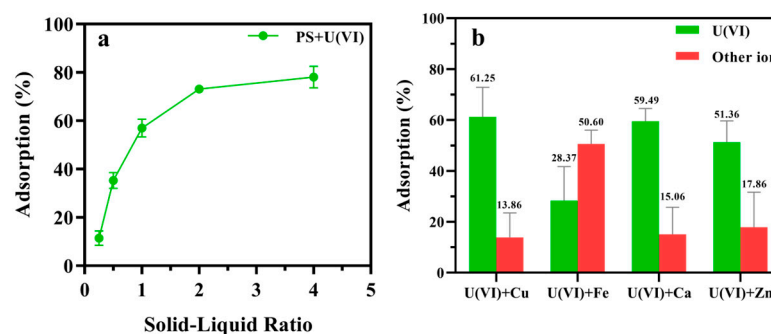 a
PS+U(VI)
Adsorption (%)
100
80
60
40
20
0
0
1
2
3
4
5
Solid-Liquid Ratio
b
U(VI)
Other ion
Adsorption (%)
100
80
60
40
20
0
61.25
13.86
28.37
50.60
59.49
15.06
51.36
17.86
U(VI)+Cu
U(VI)+Fe
U(VI)+Ca
U(VI)+Zn